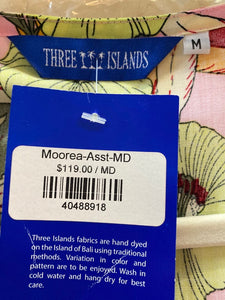 THREE ISLANDS
M
Moorea-Asst-MD
$119.00 / MD
40488918
Three Islands fabrics are hand dyed
on the Island of Bali using traditional
methods. Variation in color and
pattern are to be enjoyed. Wash in
cold water and hang dry for best
care.